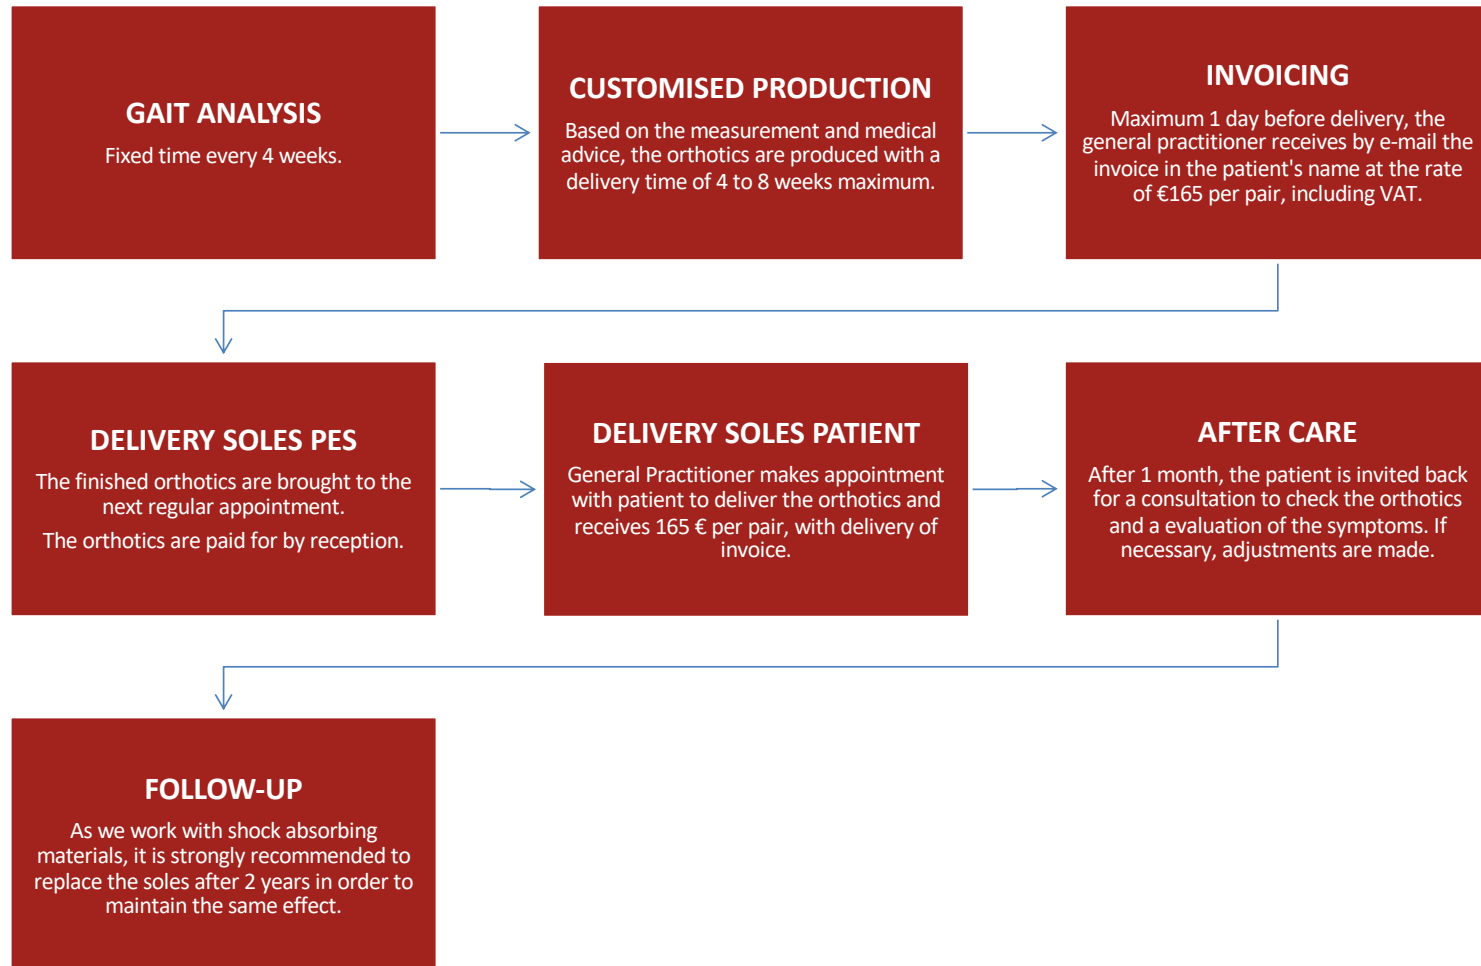 GAIT ANALYSIS
Fixed time every 4 weeks.
CUSTOMISED PRODUCTION
Based on the measurement and medical
advice, the orthotics are produced with a
delivery time of 4 to 8 weeks maximum.
INVOICING
Maximum 1 day before delivery, the
general practitioner receives by e-mail the
invoice in the patient's name at the rate
of €165 per pair, including VAT.
DELIVERY SOLES PES
The finished orthotics are brought to the
next regular appointment.
The orthotics are paid for by reception.
DELIVERY SOLES PATIENT
General Practitioner makes appointment
with patient to deliver the orthotics and
receives 165 € per pair, with delivery of
invoice.
AFTER CARE
After 1 month, the patient is invited back
for a consultation to check the orthotics
and a evaluation of the symptoms. If
necessary, adjustments are made.
FOLLOW-UP
As we work with shock absorbing
materials, it is strongly recommended to
replace the soles after 2 years in order to
maintain the same effect.